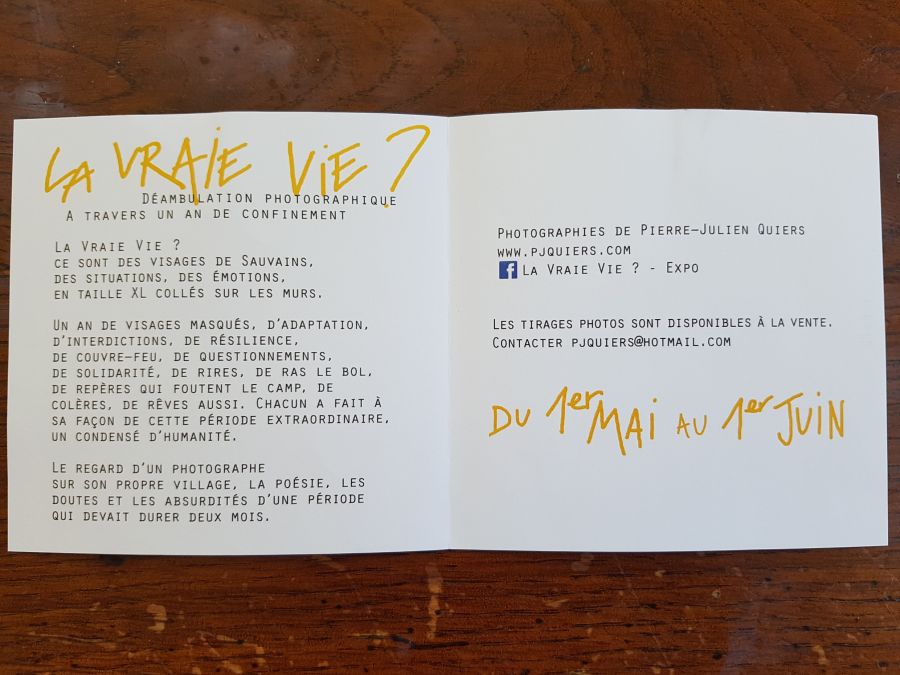 LA VRAIE VIE ?
DÉAMBULATION PHOTOGRAPHIQUE
A TRAVERS UN AN DE CONFINEMENT
LA VRAIE VIE ?
CE SONT DES VISAGES DE SAUVAINS,
DES SITUATIONS, DES ÉMOTIONS,
EN TAILLE XL COLLÉS SUR LES MURS.
UN AN DE VISAGES MASQUÉS, D'ADAPTATION,
D'INTERDICTIONS, DE RÉSILIENCE,
DE COUVRE-FEU, DE QUESTIONNEMENTS,
DE SOLIDARITÉ, DE RIRES, DE RAS LE BOL,
DE REPÈRES QUI FOUTENT LE CAMP, DE
COLÈRES, DE RÊVES AUSSI. CHACUN A FAIT À
SA FAÇON DE CETTE PÉRIODE EXTRAORDINAIRE,
UN CONDENSÉ D'HUMANITÉ.
LE REGARD D'UN PHOTOGRAPHE
SUR SON PROPRE VILLAGE, LA POÉSIE, LES
DOUTES ET LES ABSURDITÉS D'UNE PÉRIODE
QUI DEVAIT DURER DEUX MOIS.
PHOTOGRAPHIES DE PIERRE-JULIEN QUIERS
WWW.PJQUIERS.COM
f LA VRAIE VIE ? - EXPO
LES TIRAGES PHOTOS SONT DISPONIBLES À LA VENTE.
CONTACTER PJQUIERS@HOTMAIL.COM
DU 1er MAI AU 1er JUIN